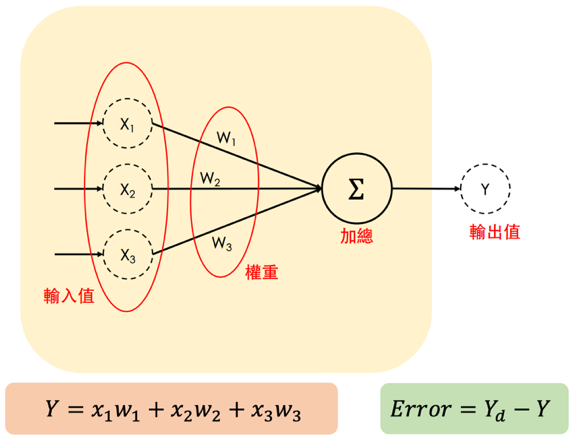 X₁
W₁
X₂
W₂
Σ
Y
W₃
加總
輸出值
X₃
權重
輸入值
Y = x₁w₁ + x₂w₂ + x₃w₃
Error = Y_d − Y